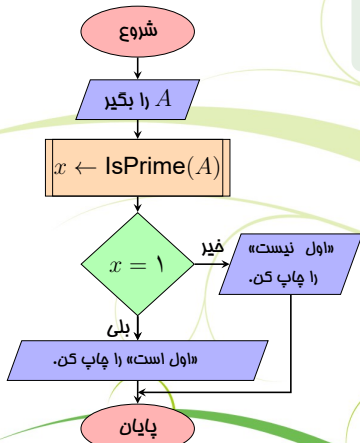 شروع
A را بگیر
x ← IsPrime(A)
x = ۱
خیر
«اول نیست»
را چاپ کن.
بلی
«اول است» را چاپ کن.
پایان